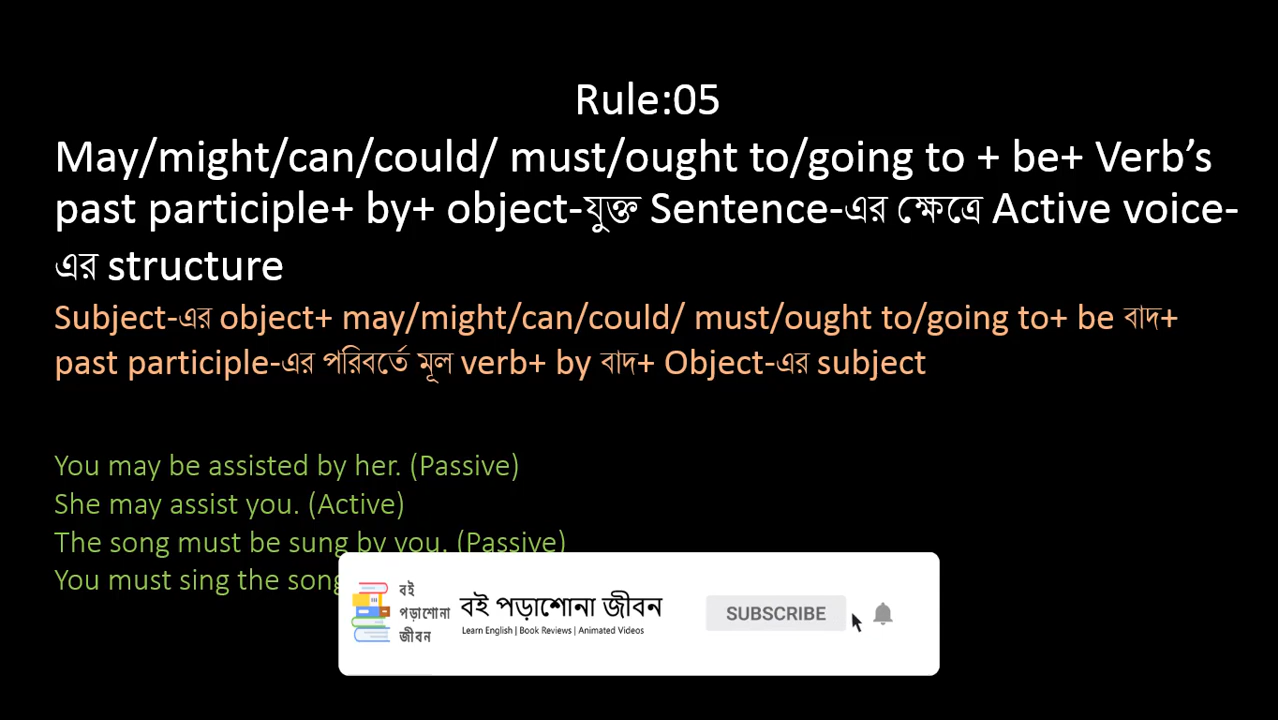 Rule:05
May/might/can/could/ must/ought to/going to + be+ Verb’s
past participle+ by+ object-যুক্ত Sentence-এর ক্ষেত্রে Active voice-
এর structure
Subject-এর object+ may/might/can/could/ must/ought to/going to+ be বাদ+
past participle-এর পরিবর্তে মূল verb+ by বাদ+ Object-এর subject
You may be assisted by her. (Passive)
She may assist you. (Active)
The song must be sung by you. (Passive)
You must sing the song
বই
পড়াশোনা
জীবন
বই পড়াশোনা জীবন
Learn English | Book Reviews | Animated Videos
SUBSCRIBE